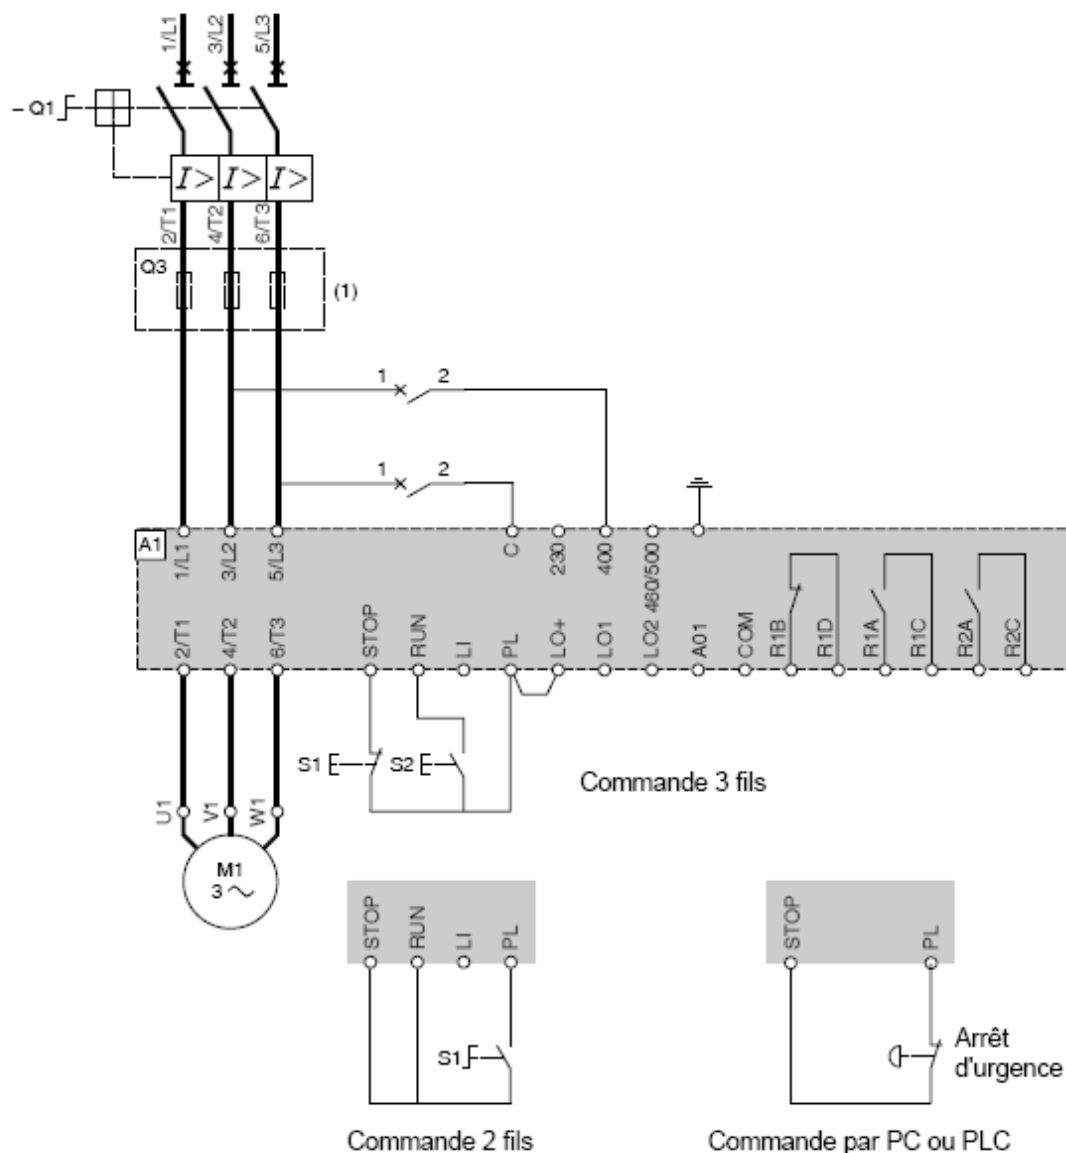 1/L1 3/L2 5/L3
– Q1
I> I> I>
2/T1 4/T2 6/T3
Q3
(1)
1 2
1 2
A1
1/L1 3/L2 5/L3 C 230 400 460/500
2/T1 4/T2 6/T3 STOP RUN LI PL LO+ LO1 LO2 A01 COM R1B R1D R1A R1C R2A R2C
S1 S2
Commande 3 fils
U1 V1 W1
M1
3
STOP RUN LI PL
S1
Commande 2 fils
STOP PL
Arrêt
d'urgence
Commande par PC ou PLC